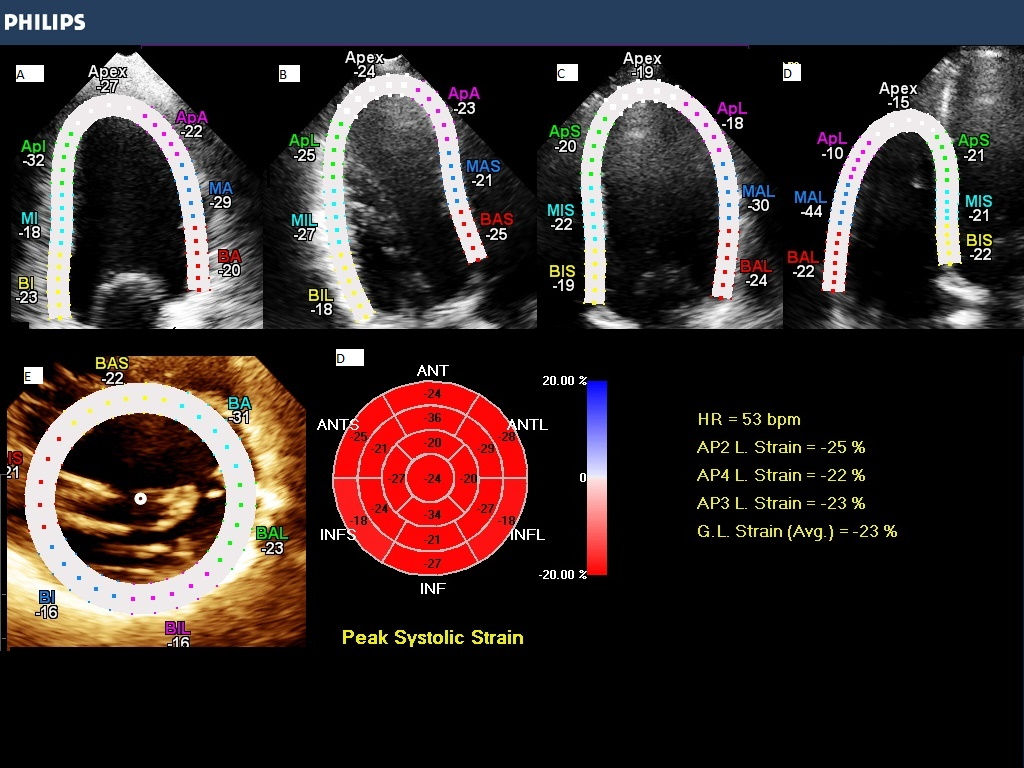 PHILIPS
A
Apex
-27
ApA
-22
ApI
-32
MA
-29
MI
-18
BA
-20
BI
-23
B
Apex
-24
ApA
-23
ApL
-25
MAS
-21
MIL
-27
BAS
-25
BIL
-18
C
Apex
-19
ApL
-18
ApS
-20
MAL
-30
MIS
-22
BAL
-24
BIS
-19
D
Apex
-15
ApL
-10
ApS
-21
MAL
-44
MIS
-21
BAL
-22
BIS
-22
E
BAS
-22
BA
-31
IS
21
BAL
-23
BI
-16
BIL
-16
D
ANT
ANTS
ANTL
INFS
INFL
INF
-24
-36
-25
-21
-20
-29
28
-27
-24
-20
-18
-24
-34
-27
-18
-21
-27
20.00 %
0
-20.00 %
Peak Systolic Strain
HR = 53 bpm
AP2 L. Strain = -25 %
AP4 L. Strain = -22 %
AP3 L. Strain = -23 %
G.L. Strain (Avg.) = -23 %